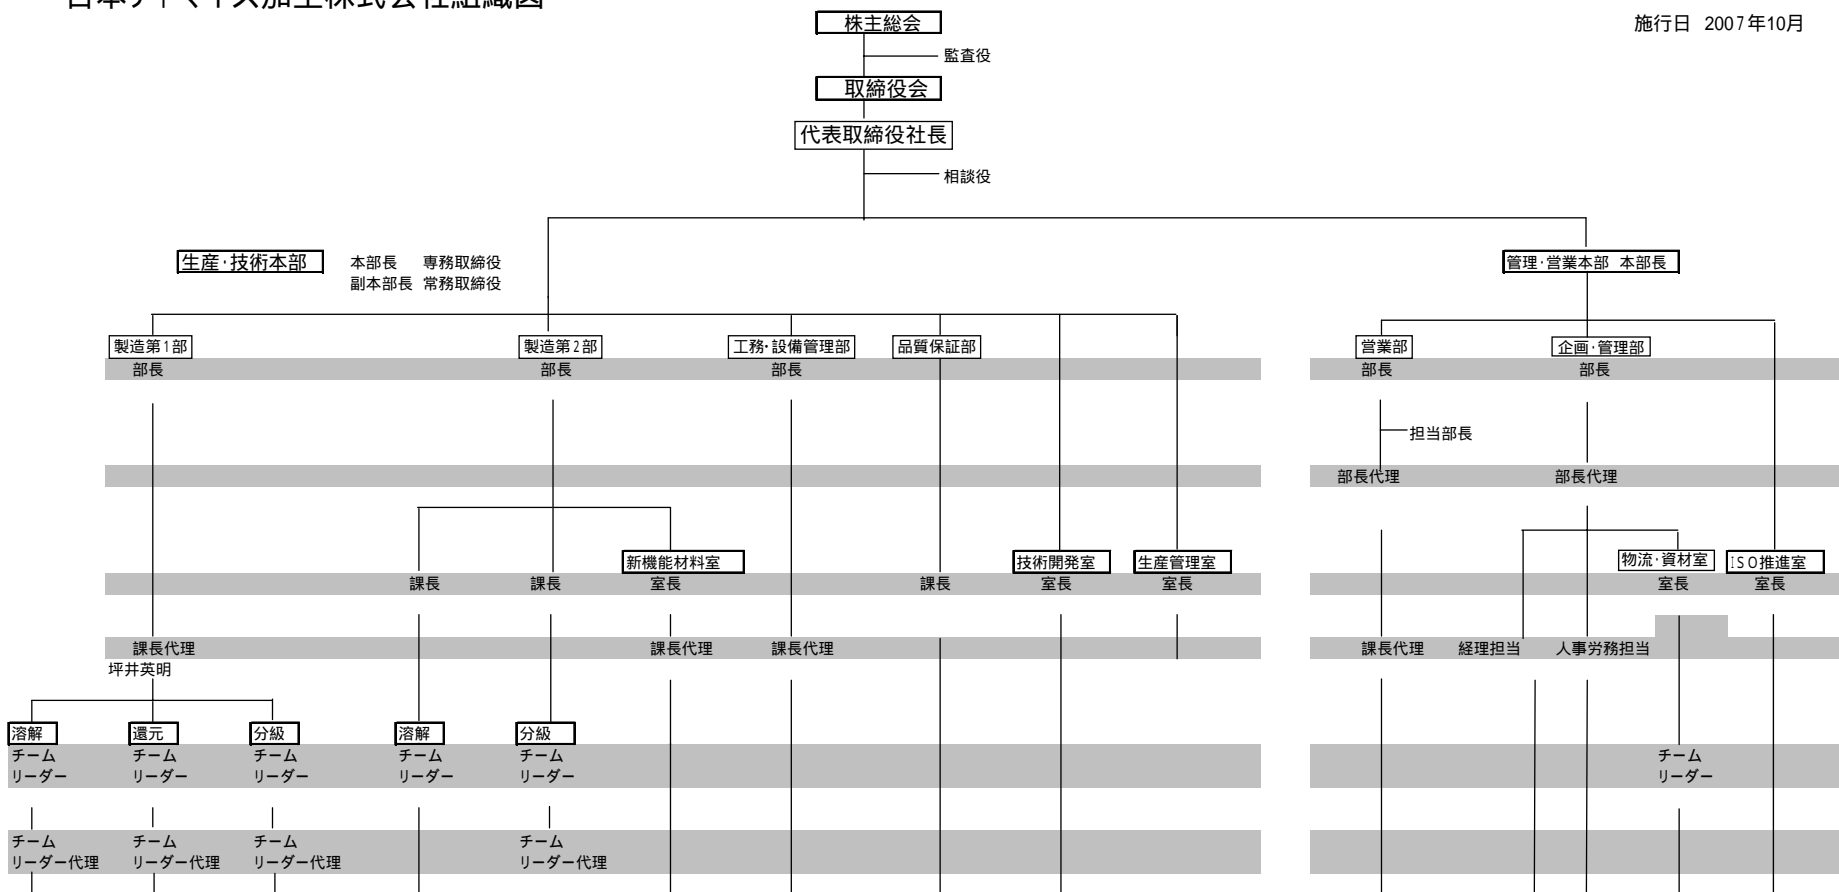 株主総会
施行日 2007年10月
監査役
取締役会
代表取締役社長
相談役
生産・技術本部 本部長 専務取締役
副本部長 常務取締役
管理・営業本部 本部長
製造第1部 製造第2部 工務・設備管理部 品質保証部 営業部 企画・管理部
部長 部長 部長 部長 部長
担当部長
部長代理 部長代理
新機能材料室 技術開発室 生産管理室 物流・資材室 ISO推進室
課長 課長 室長 課長 室長 室長 室長 室長
課長代理 課長代理 課長代理 課長代理 経理担当 人事労務担当
坪井英明
溶解 還元 分級 溶解 分級
チーム チーム チーム チーム チーム チーム
リーダー リーダー リーダー リーダー リーダー リーダー
チーム チーム チーム チーム
リーダー代理 リーダー代理 リーダー代理 リーダー代理